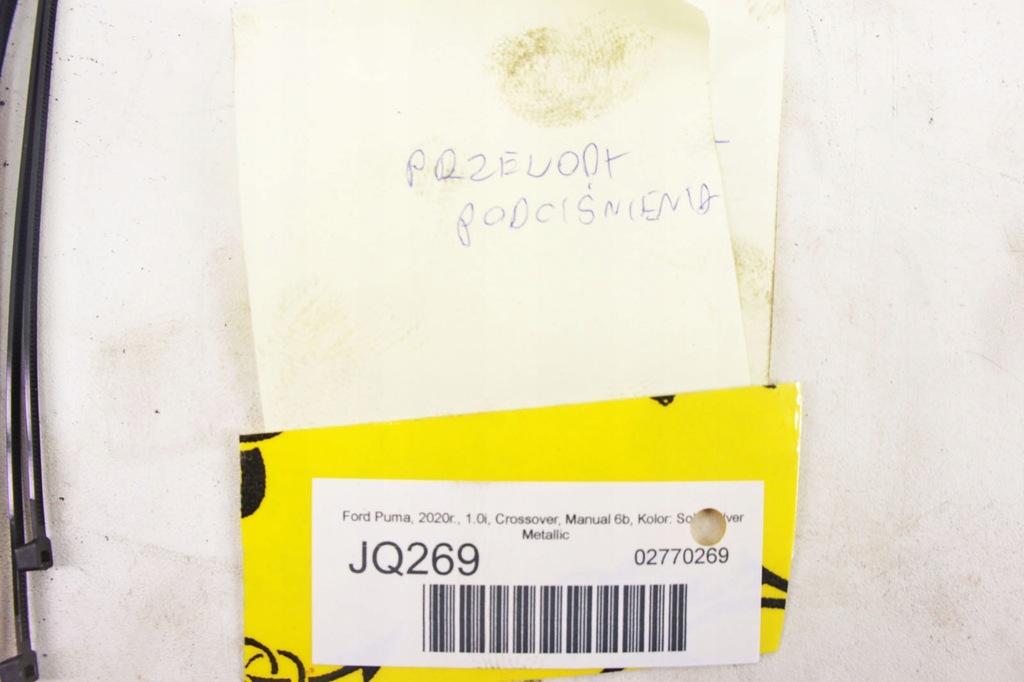 PRZEWODY
PODCIŚNIENIA
Ford Puma, 2020r., 1.0i, Crossover, Manual 6b, Kolor:
Metallic
JQ269
02770269